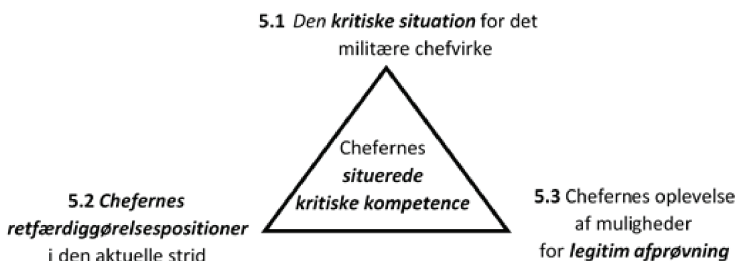 5.1 Den kritiske situation for det
militære chefvirke
Chefernes
situerede
kritiske kompetence
5.2 Chefernes
retfærdiggørelsespositioner
i den aktuelle strid
5.3 Chefernes oplevelse
af muligheder
for legitim afprøvning